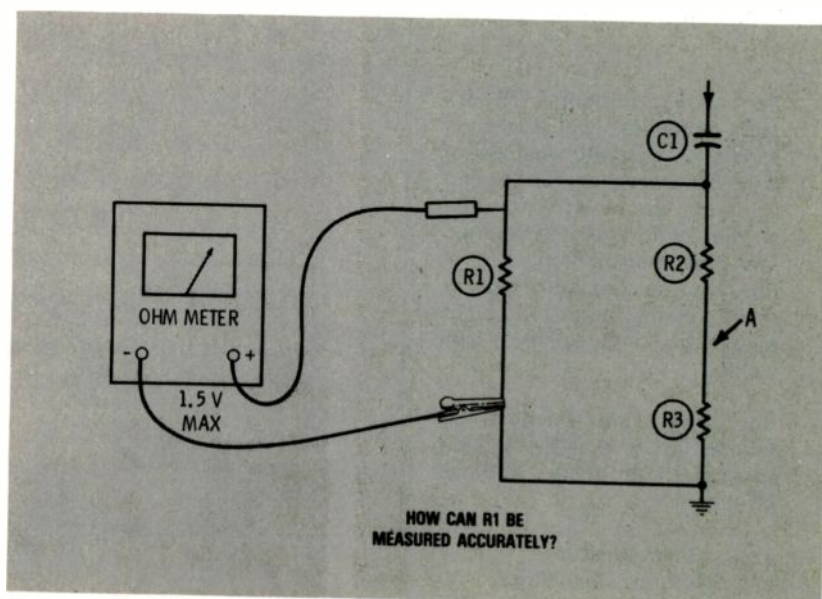 C1
R1
R2
OHM METER
A
- +
1.5 V
MAX
R3
HOW CAN R1 BE
MEASURED ACCURATELY?